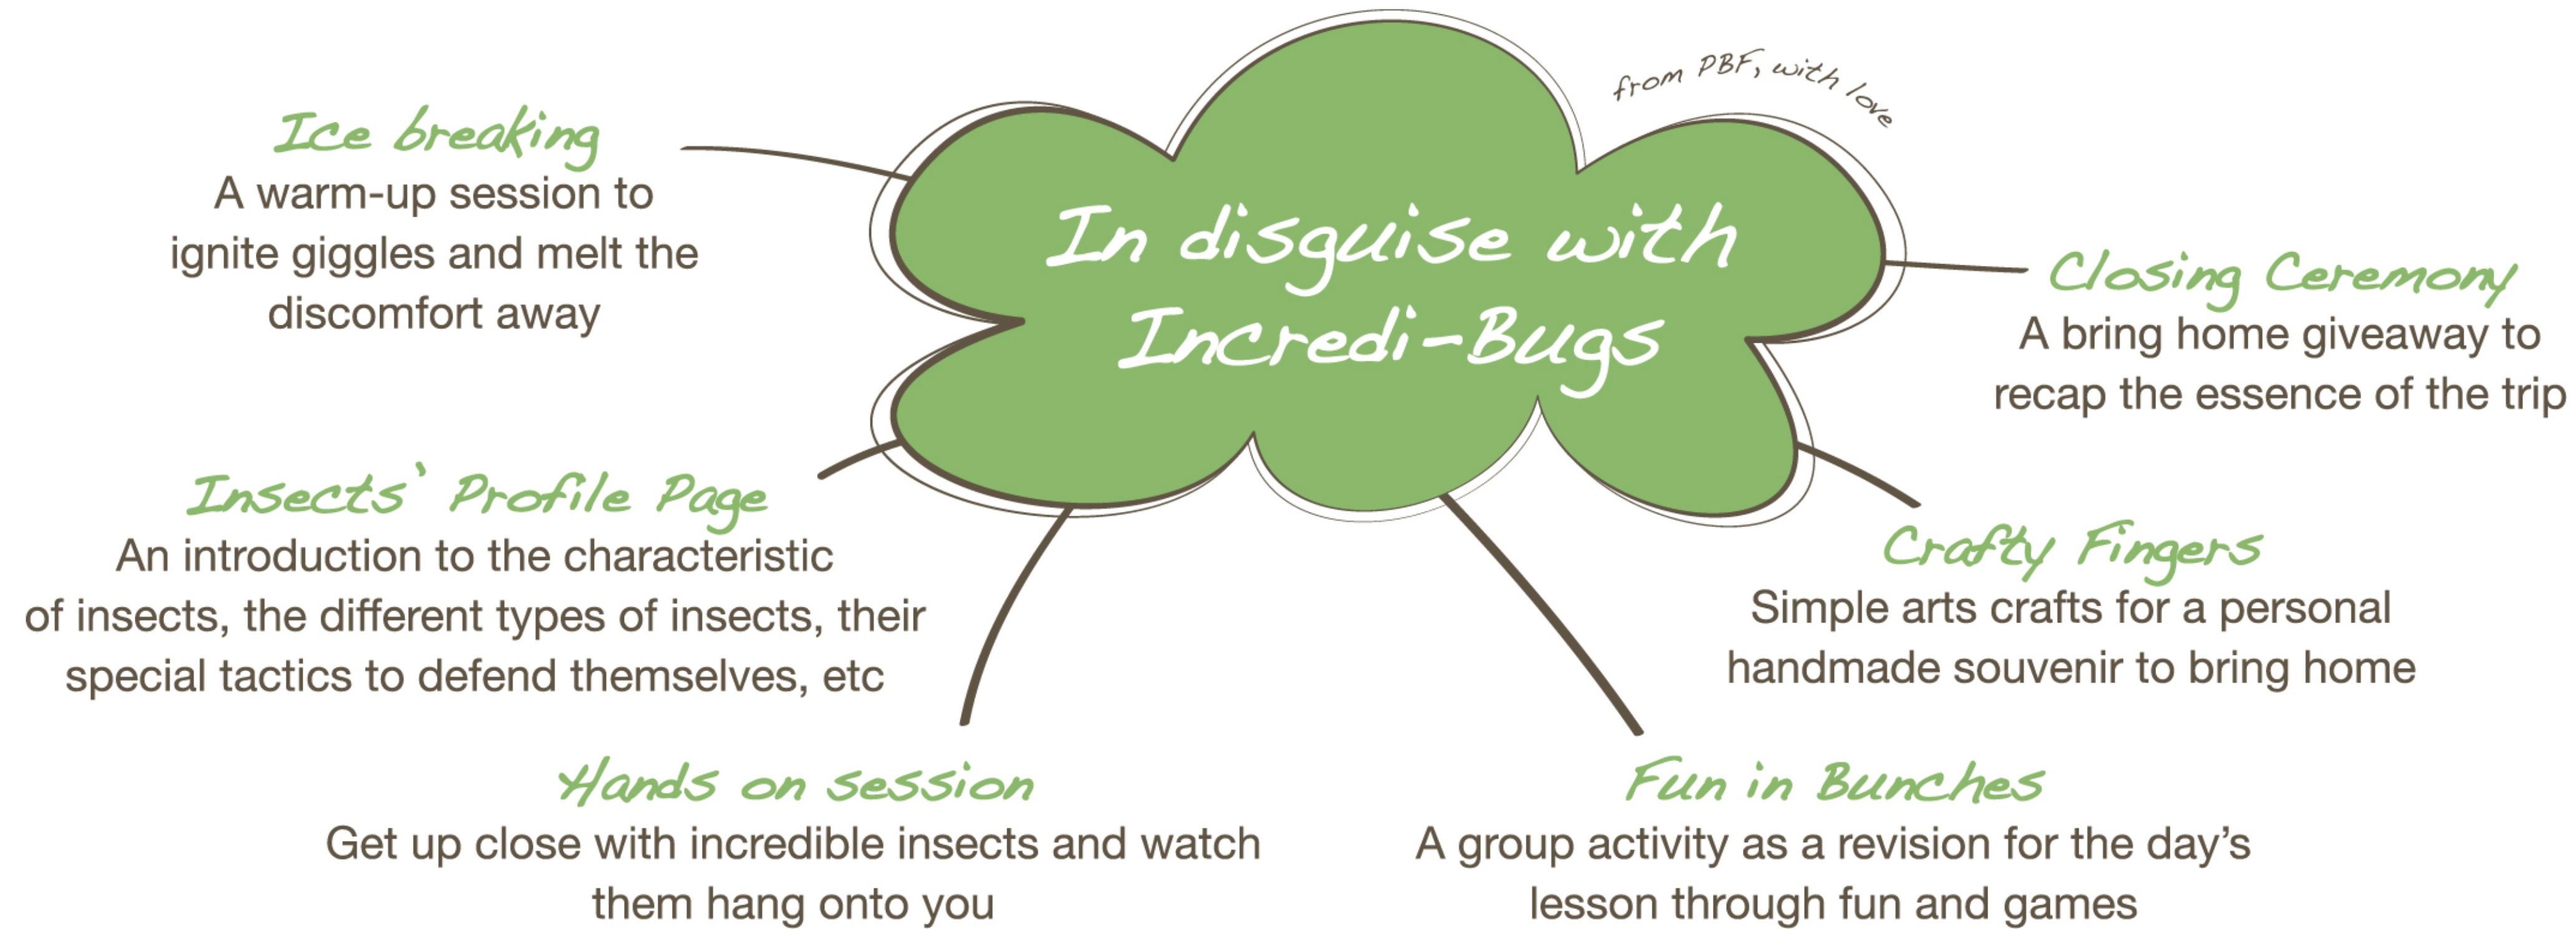 from PBF, with love
In disguise with
Incredi-Bugs
Ice breaking
A warm-up session to
ignite giggles and melt the
discomfort away
Insects' Profile Page
An introduction to the characteristic
of insects, the different types of insects, their
special tactics to defend themselves, etc
Hands on session
Get up close with incredible insects and watch
them hang onto you
Fun in Bunches
A group activity as a revision for the day's
lesson through fun and games
Crafty Fingers
Simple arts crafts for a personal
handmade souvenir to bring home
Closing Ceremony
A bring home giveaway to
recap the essence of the trip